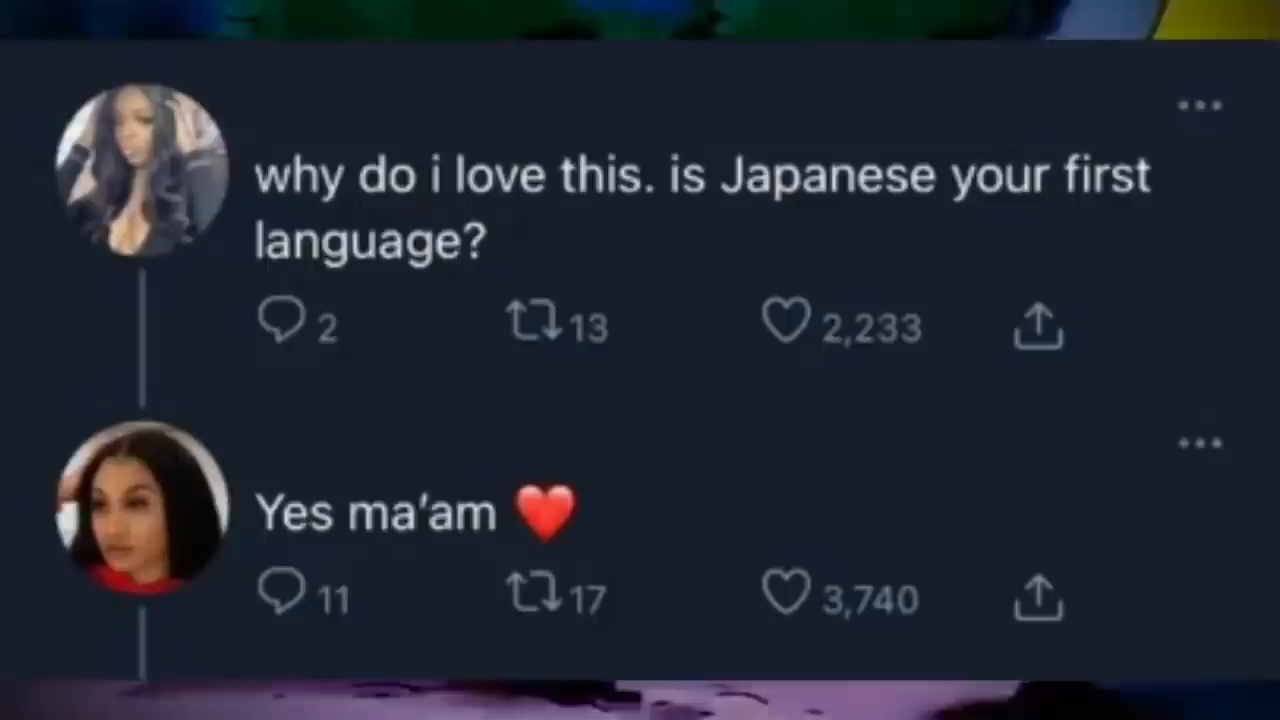 why do i love this. is Japanese your first
language?
2 13 2,233
Yes ma’am ❤️
11 17 3,740